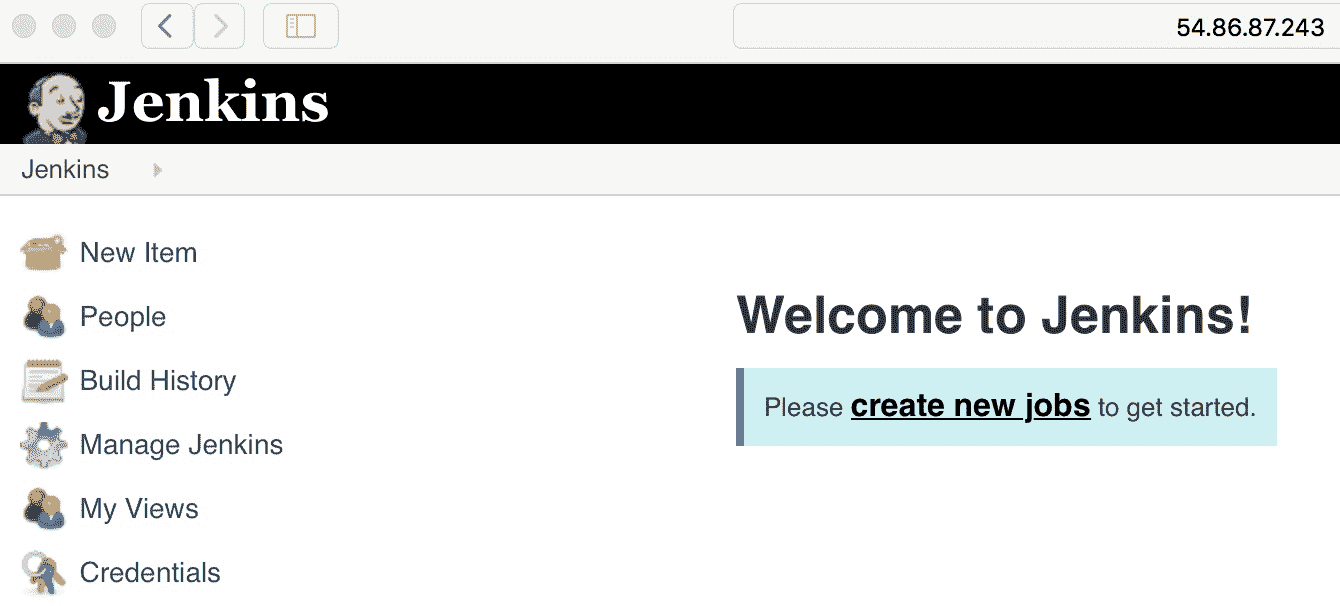 54.86.87.243
Jenkins
Jenkins
New Item
People
Build History
Manage Jenkins
My Views
Credentials
Welcome to Jenkins!
Please create new jobs to get started.